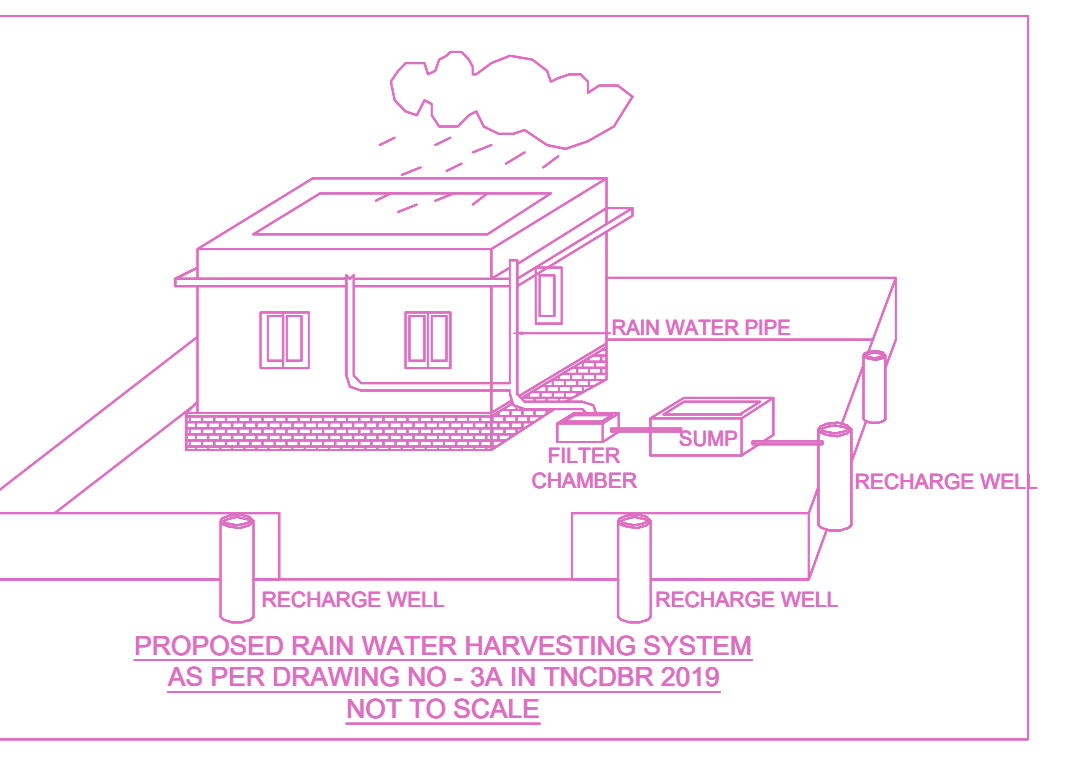 RAIN WATER PIPE
SUMP
FILTER
CHAMBER
RECHARGE WELL
RECHARGE WELL
RECHARGE WELL
PROPOSED RAIN WATER HARVESTING SYSTEM
AS PER DRAWING NO - 3A IN TNCDBR 2019
NOT TO SCALE